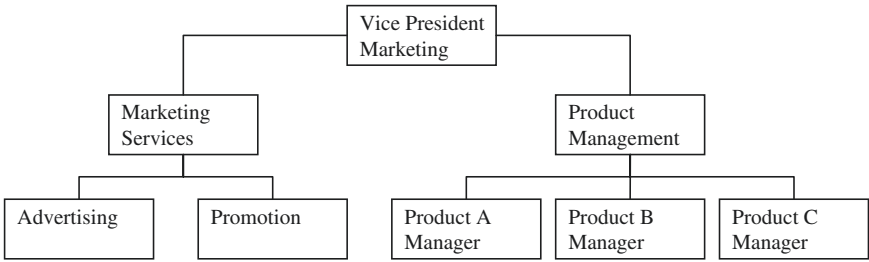 Vice President
Marketing
Marketing
Services
Product
Management
Advertising
Promotion
Product A
Manager
Product B
Manager
Product C
Manager